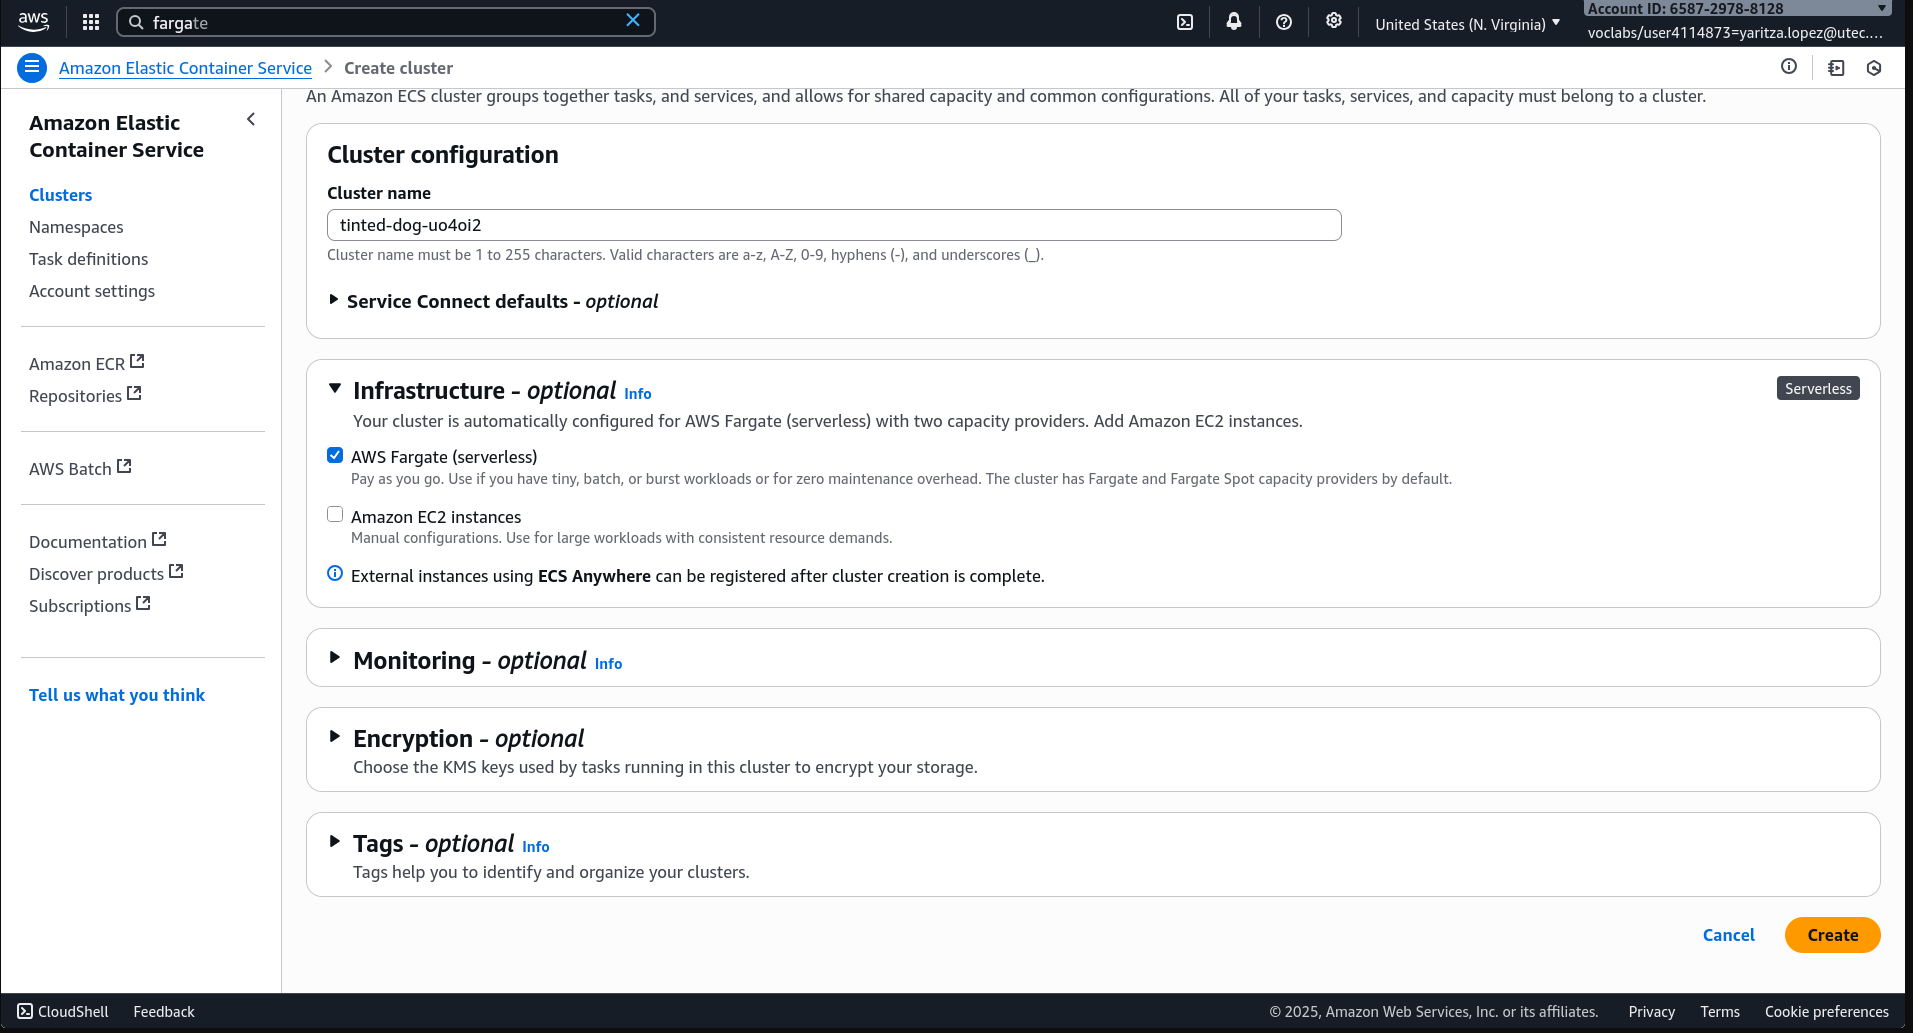 aws
fargate
United States (N. Virginia)
Account ID: 6587-2978-8128
voclabs/user4114873=yaritza.lopez@utec....
Amazon Elastic Container Service > Create cluster
An Amazon ECS cluster groups together tasks, and services, and allows for shared capacity and common configurations. All of your tasks, services, and capacity must belong to a cluster.
Amazon Elastic
Container Service
Clusters
Namespaces
Task definitions
Account settings
Amazon ECR
Repositories
AWS Batch
Documentation
Discover products
Subscriptions
Tell us what you think
Cluster configuration
Cluster name
tinted-dog-uo4oi2
Cluster name must be 1 to 255 characters. Valid characters are a-z, A-Z, 0-9, hyphens (-), and underscores (_).
Service Connect defaults - optional
Infrastructure - optional Info
Serverless
Your cluster is automatically configured for AWS Fargate (serverless) with two capacity providers. Add Amazon EC2 instances.
AWS Fargate (serverless)
Pay as you go. Use if you have tiny, batch, or burst workloads or for zero maintenance overhead. The cluster has Fargate and Fargate Spot capacity providers by default.
Amazon EC2 instances
Manual configurations. Use for large workloads with consistent resource demands.
External instances using ECS Anywhere can be registered after cluster creation is complete.
Monitoring - optional Info
Encryption - optional
Choose the KMS keys used by tasks running in this cluster to encrypt your storage.
Tags - optional Info
Tags help you to identify and organize your clusters.
Cancel
Create
CloudShell
Feedback
© 2025, Amazon Web Services, Inc. or its affiliates.
Privacy
Terms
Cookie preferences